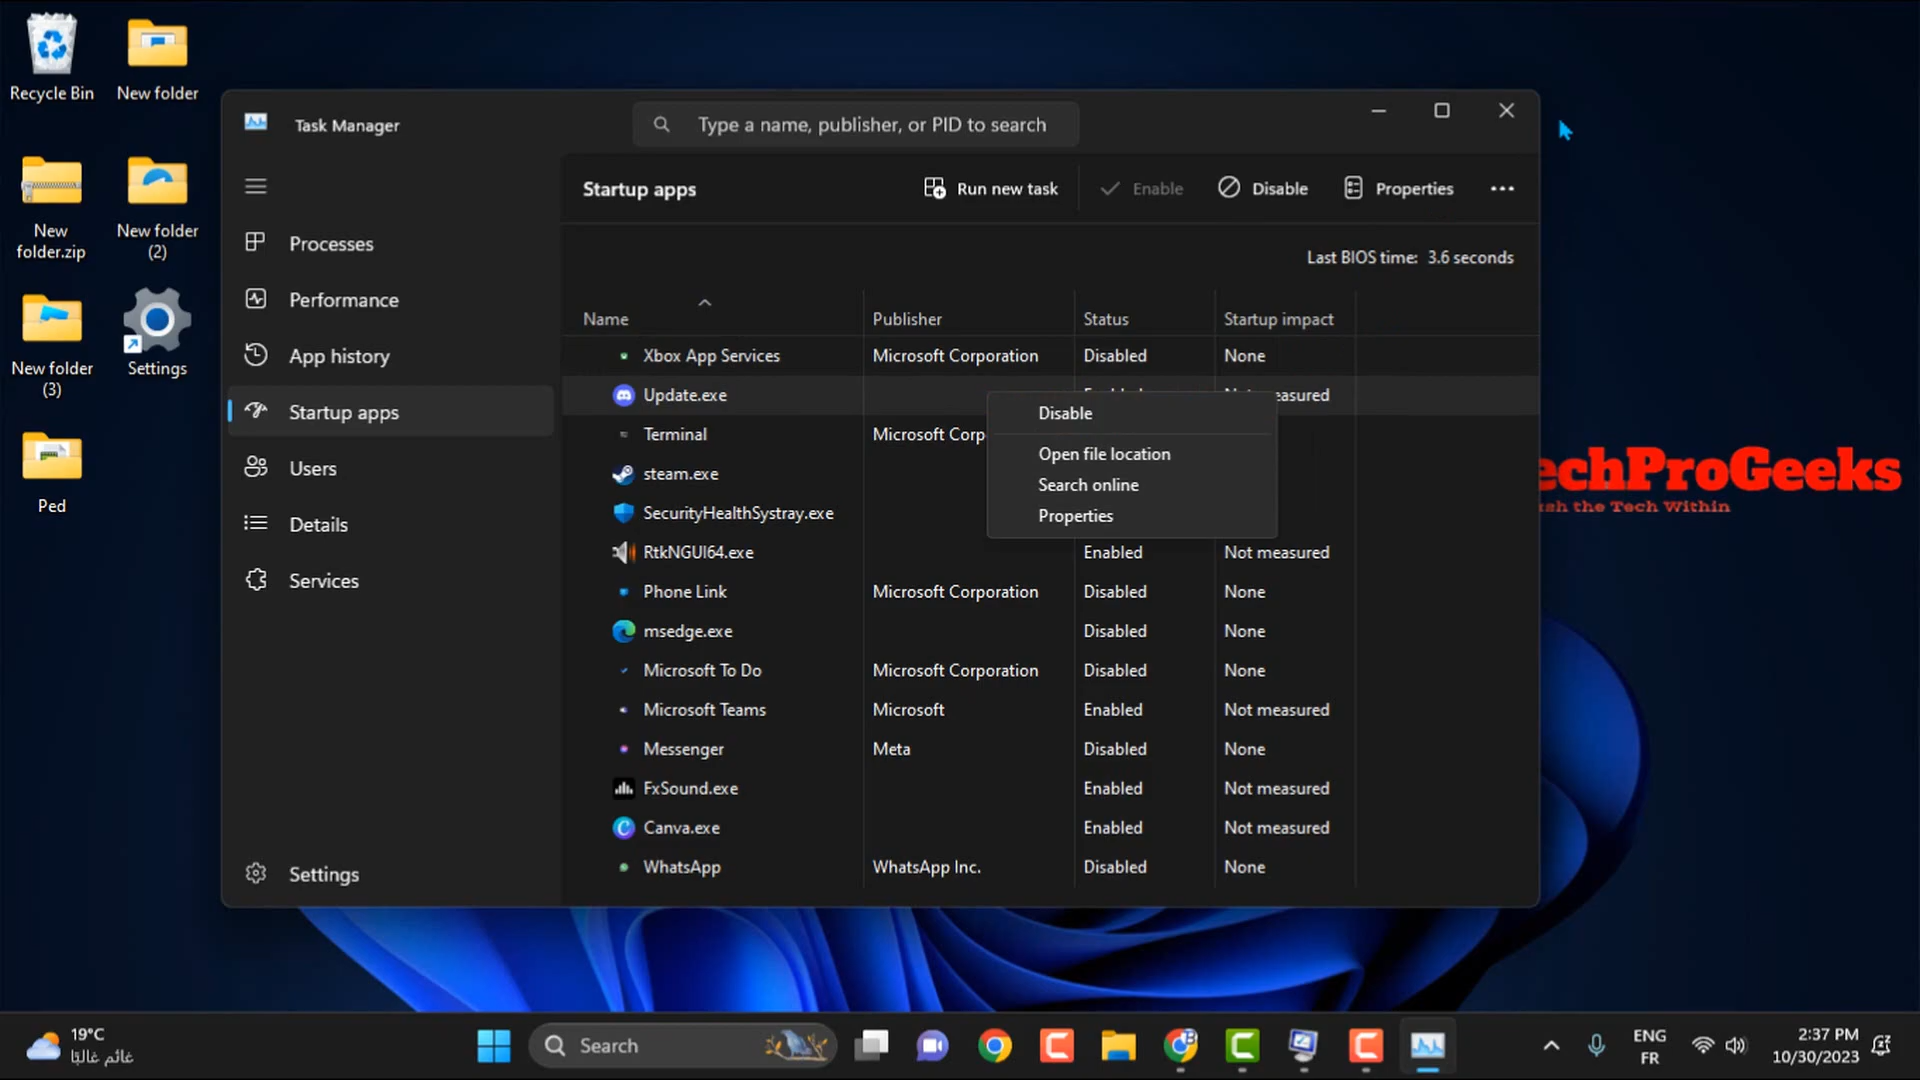 Recycle Bin
New folder
New
folder.zip
New folder
(2)
New folder
(3)
Settings
Ped
Task Manager
Type a name, publisher, or PID to search
Processes
Performance
App history
Startup apps
Users
Details
Services
Settings
Startup apps
Run new task
Enable
Disable
Properties
Last BIOS time: 3.6 seconds
Name Publisher Status Startup impact
Xbox App Services Microsoft Corporation Disabled None
Update.exe
Terminal Microsoft
steam.exe
SecurityHealthSystray.exe
RtkNGUI64.exe Enabled Not measured
Phone Link Microsoft Corporation Disabled None
msedge.exe Disabled None
Microsoft To Do Microsoft Corporation Disabled None
Microsoft Teams Microsoft Enabled Not measured
Messenger Meta Disabled None
FxSound.exe Enabled Not measured
Canva.exe Enabled Not measured
WhatsApp WhatsApp Inc. Disabled None
Disable
Open file location
Search online
Properties
echProGeeks
the Tech Within
19°C
غائم غالبًا
Search
ENG
FR
2:37 PM
10/30/2023